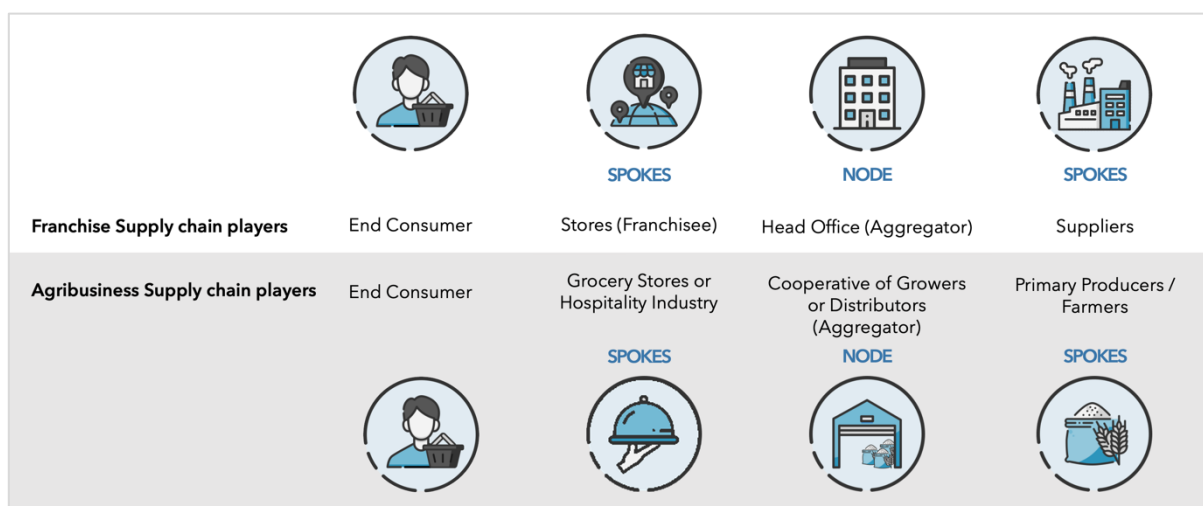 SPOKES NODE SPOKES
Franchise Supply chain players End Consumer Stores (Franchisee) Head Office (Aggregator) Suppliers
Agribusiness Supply chain players End Consumer
Grocery Stores or
Hospitality Industry
Cooperative of Growers
or Distributors
(Aggregator)
Primary Producers /
Farmers
SPOKES NODE SPOKES